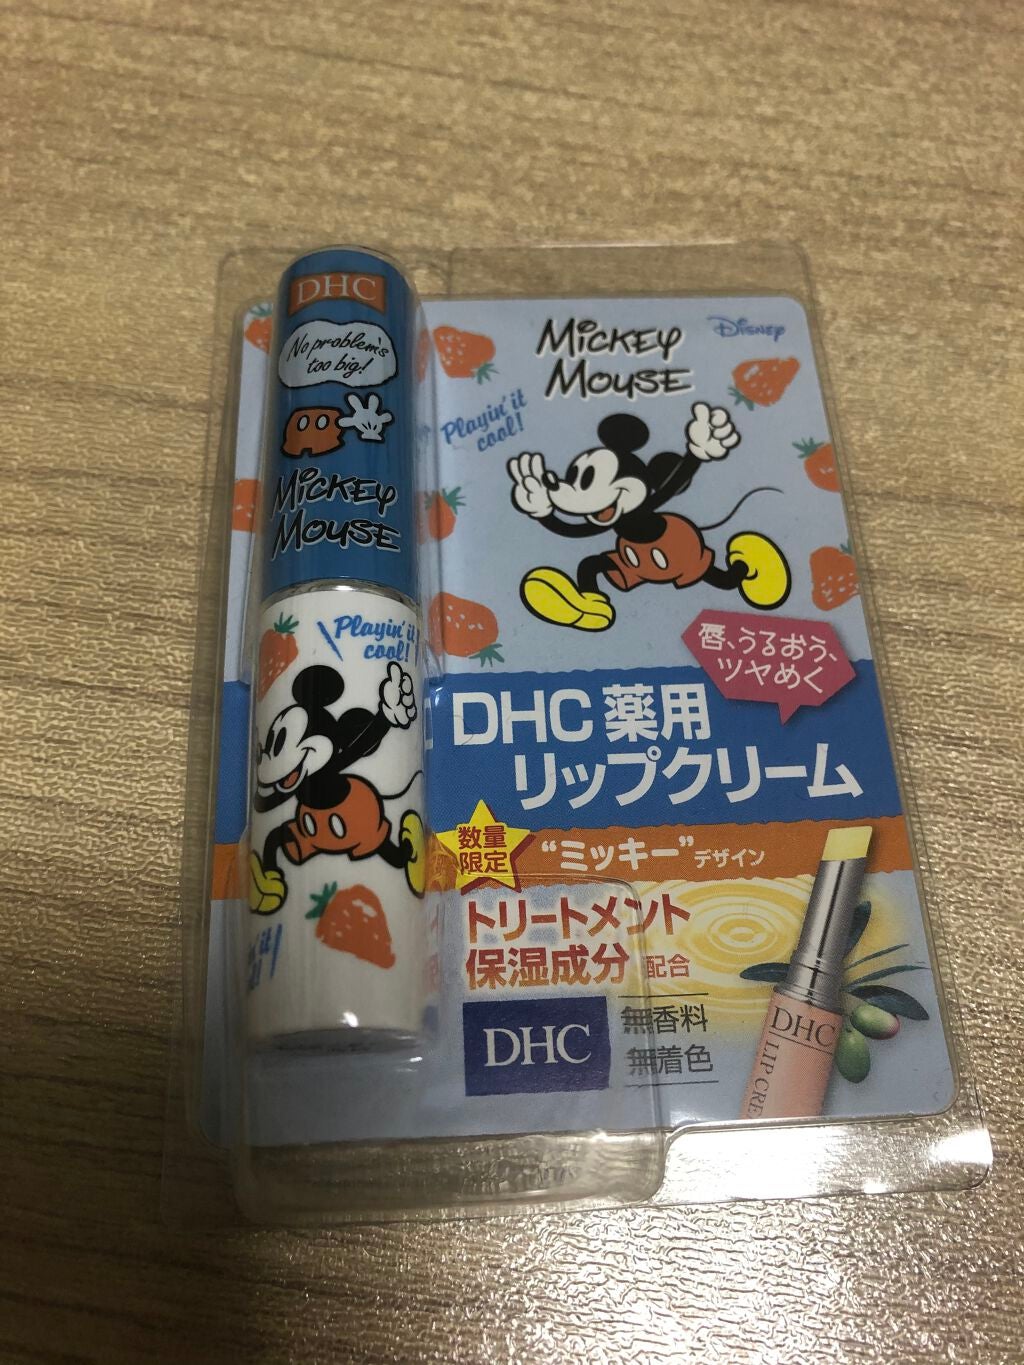 DHC
No problem's
too big!
Mickey
Mouse
Playin' it
cool!
Mickey
Mouse
Disney
Playin' it
cool!
唇、うるおう、
ツヤめく
DHC 薬用
リップクリーム
数量
限定
“ミッキー”デザイン
トリートメント
保湿成分 配合
DHC
無香料
無着色
DHC
LIP CRE